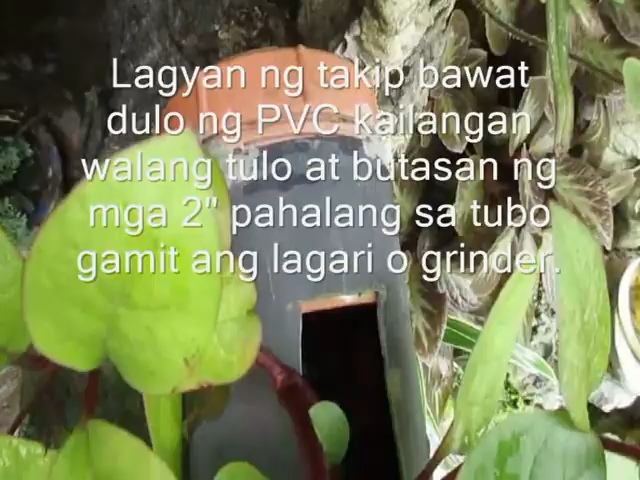 Lagyan ng takip bawat
dulo ng PVC kailangan
walang tulo at butasan ng
mga 2" pahalang sa tubo
gamit ang lagari o grinder.